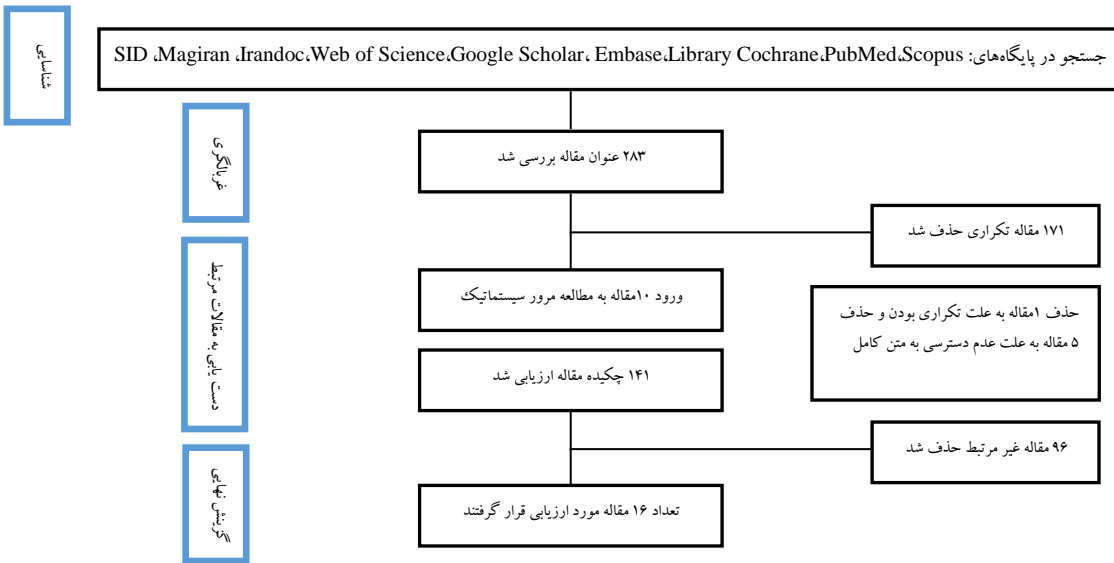 شناسایی
جستجو در پایگاه‌های: SID ،Magiran ،Irandoc،Web of Science،Google Scholar، Embase،Library Cochrane،PubMed،Scopus
غربالگری
۲۸۳ عنوان مقاله بررسی شد
۱۷۱ مقاله تکراری حذف شد
دست یابی به مقالات مرتبط
ورود ۱۰مقاله به مطالعه مرور سیستماتیک
حذف ۱مقاله به علت تکراری بودن و حذف
۵ مقاله به علت عدم دسترسی به متن کامل
۱۴۱ چکیده مقاله ارزیابی شد
۹۶ مقاله غیر مرتبط حذف شد
گزینش نهایی
تعداد ۱۶ مقاله مورد ارزیابی قرار گرفتند